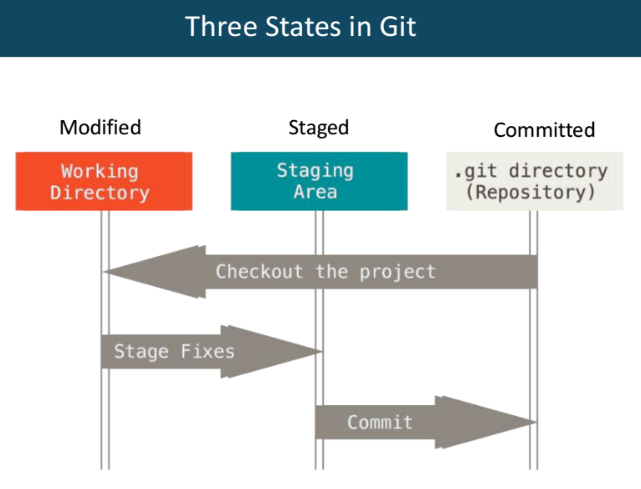 Three States in Git
Modified
Staged
Committed
Working
Directory
Staging
Area
.git directory
(Repository)
Checkout the project
Stage Fixes
Commit